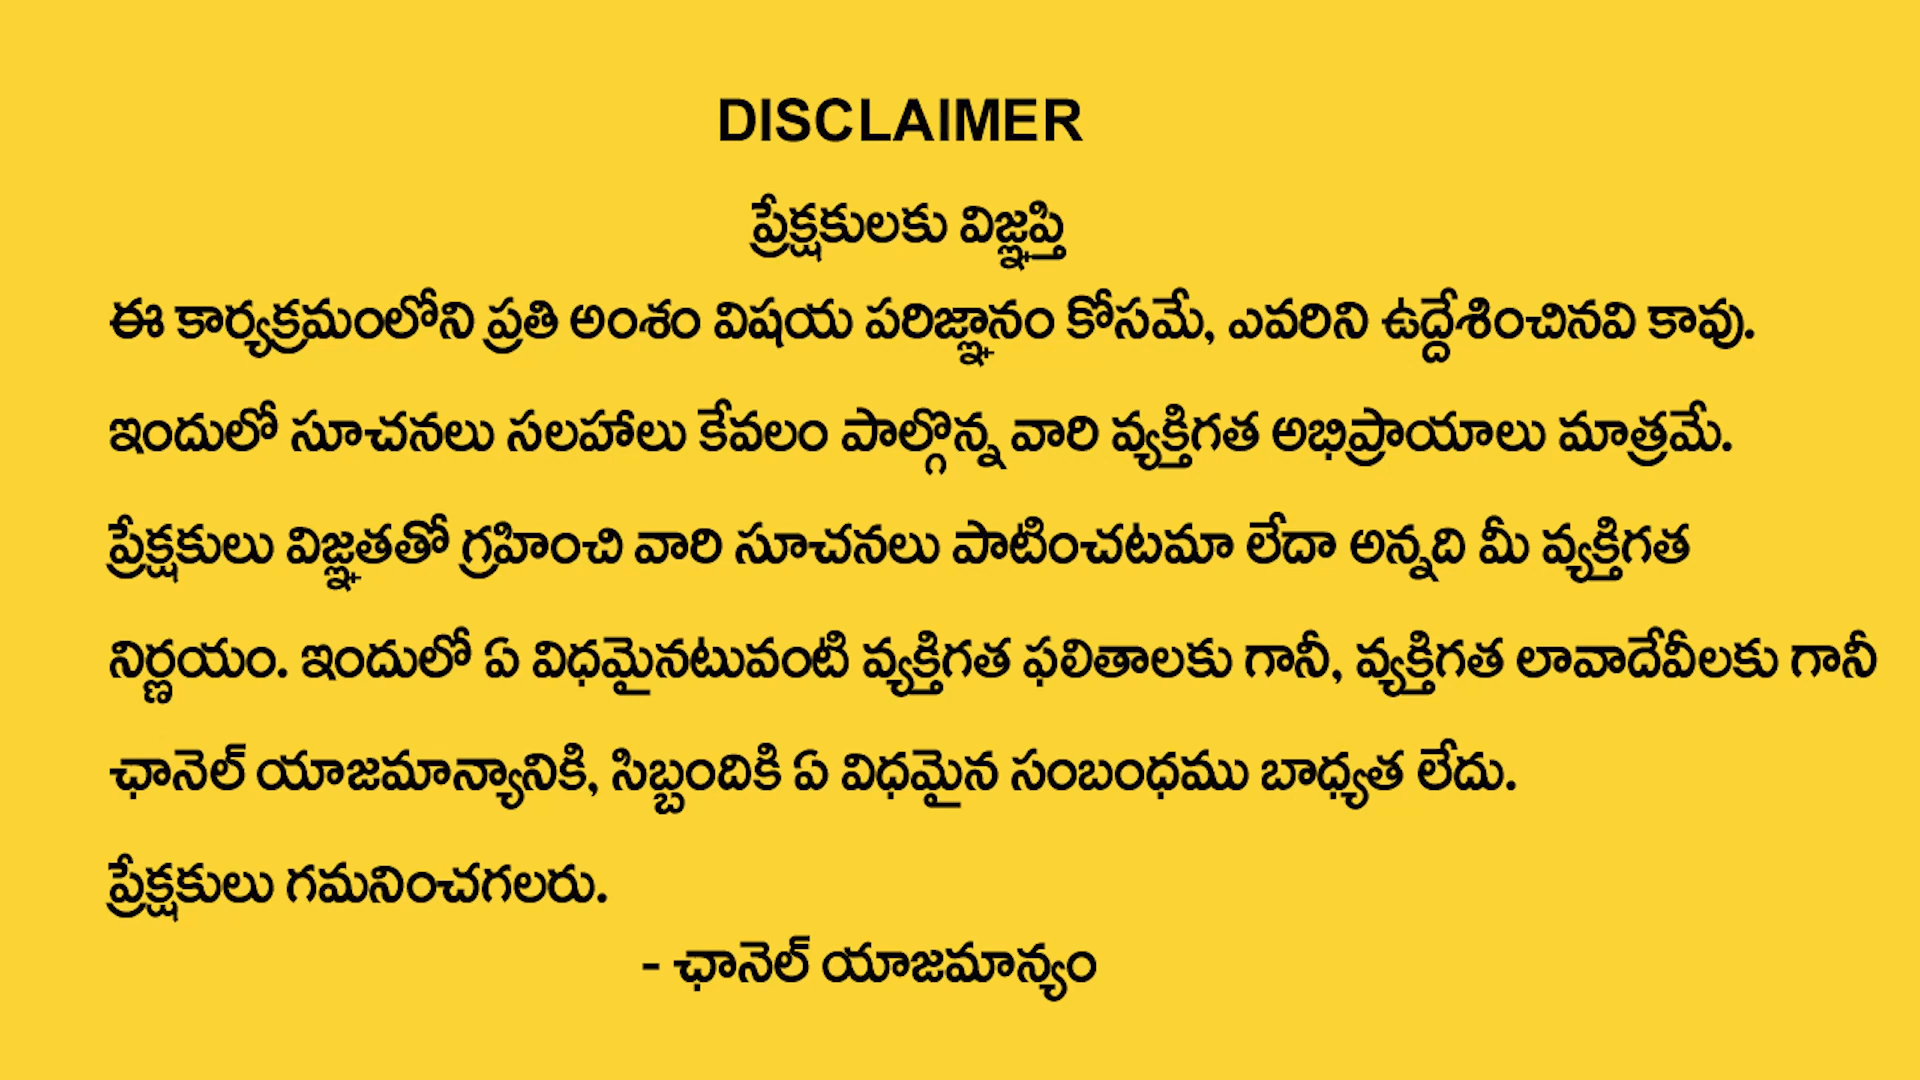 DISCLAIMER
ప్రేక్షకులకు విజ్ఞప్తి
ఈ కార్యక్రమంలోని ప్రతి అంశం విషయ పరిజ్ఞానం కోసమే, ఎవరిని ఉద్దేశించినవి కావు.
ఇందులో సూచనలు సలహాలు కేవలం పాల్గొన్న వారి వ్యక్తిగత అభిప్రాయాలు మాత్రమే.
ప్రేక్షకులు విజ్ఞతతో గ్రహించి వారి సూచనలు పాటించటమా లేదా అన్నది మీ వ్యక్తిగత
నిర్ణయం. ఇందులో ఏ విధమైనటువంటి వ్యక్తిగత ఫలితాలకు గానీ, వ్యక్తిగత లావాదేవీలకు గానీ
ఛానెల్ యాజమాన్యానికి, సిబ్బందికి ఏ విధమైన సంబంధము బాధ్యత లేదు.
ప్రేక్షకులు గమనించగలరు.
- ఛానెల్ యాజమాన్యం